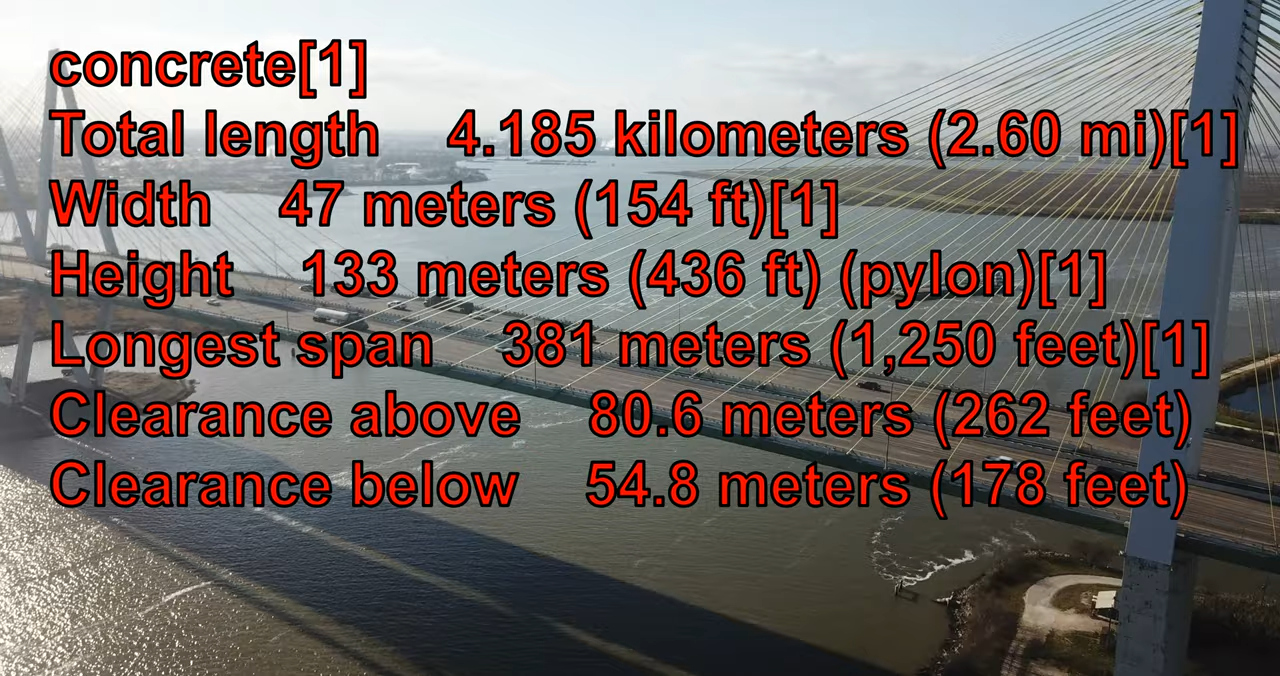 concrete[1]
Total length 4.185 kilometers (2.60 mi)[1]
Width 47 meters (154 ft)[1]
Height 133 meters (436 ft) (pylon)[1]
Longest span 381 meters (1,250 feet)[1]
Clearance above 80.6 meters (262 feet)
Clearance below 54.8 meters (178 feet)